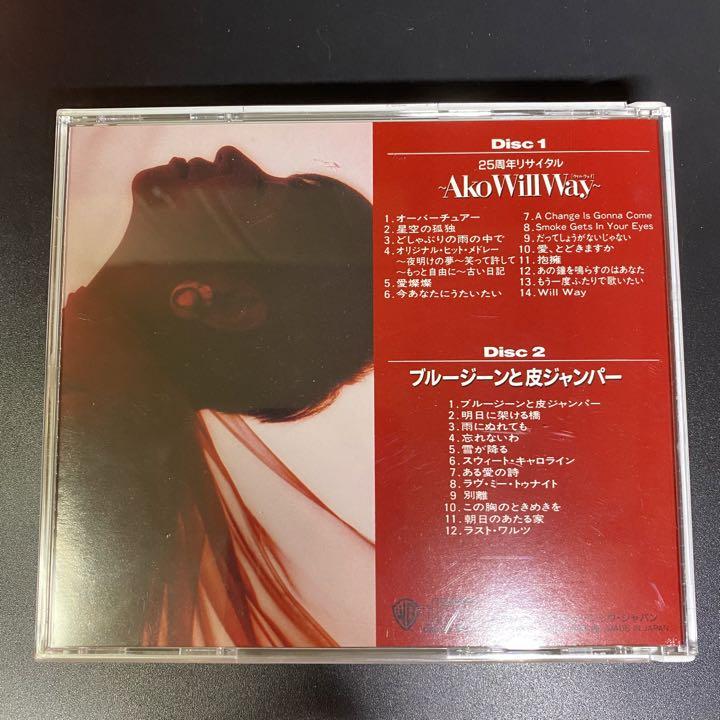 Disc 1
25周年リサイタル
[ウィル・ウェイ]
~AkoWillWay~
1. オーバーチュアー
2. 星空の孤独
3. どしゃぶりの雨の中で
4. オリジナル・ヒット・メドレー
～夜明けの夢～笑って許して
～もっと自由に～古い日記
5. 愛燦燦
6. 今あなたにうたいたい
7. A Change Is Gonna Come
8. Smoke Gets In Your Eyes
9. だってしょうがないじゃない
10. 愛、とどきますか
11. 抱擁
12. あの鐘を鳴らすのはあなた
13. もう一度ふたりで歌いたい
14. Will Way
Disc 2
ブルージーンと皮ジャンパー
1. ブルージーンと皮ジャンパー
2. 明日に架ける橋
3. 雨にぬれても
4. 忘れないわ
5. 雪が降る
6. スウィート・キャロライン
7. ある愛の詩
8. ラヴ・ミー・トゥナイト
9 別離
10. この胸のときめきを
11. 朝日のあたる家
12. ラスト・ワルツ
ジャパン
MADE IN JAPAN